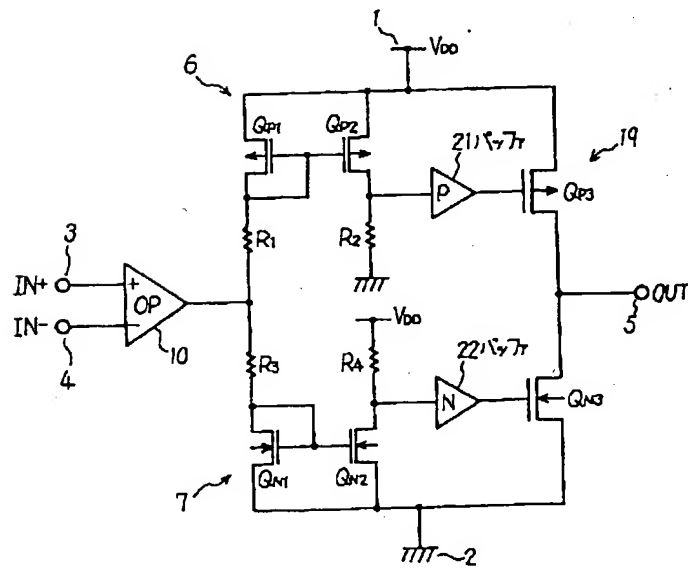 1
VDD
6
QP1
QP2
21バッファ
19
P
QP3
R1
R2
3
IN+
+
OP
IN-
-
4
10
OUT
5
VDD
R3
R4
22バッファ
N
QN3
QN1
QN2
7
2